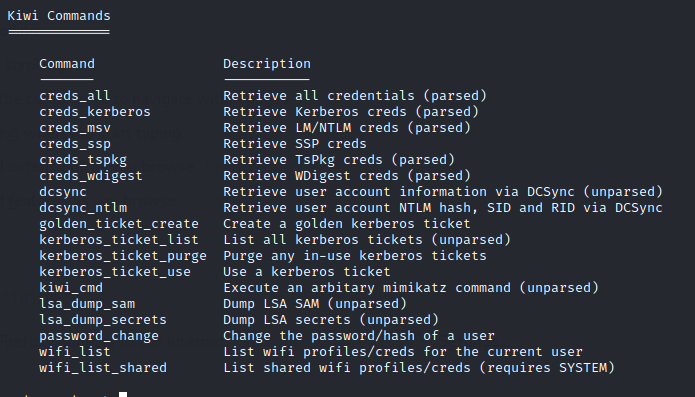 Kiwi Commands
=============
Command Description
------- -----------
creds_all Retrieve all credentials (parsed)
creds_kerberos Retrieve Kerberos creds (parsed)
creds_msv Retrieve LM/NTLM creds (parsed)
creds_ssp Retrieve SSP creds
creds_tspkg Retrieve TsPkg creds (parsed)
creds_wdigest Retrieve WDigest creds (parsed)
dcsync Retrieve user account information via DCSync (unparsed)
dcsync_ntlm Retrieve user account NTLM hash, SID and RID via DCSync
golden_ticket_create Create a golden kerberos ticket
kerberos_ticket_list List all kerberos tickets (unparsed)
kerberos_ticket_purge Purge any in-use kerberos tickets
kerberos_ticket_use Use a kerberos ticket
kiwi_cmd Execute an arbitary mimikatz command (unparsed)
lsa_dump_sam Dump LSA SAM (unparsed)
lsa_dump_secrets Dump LSA secrets (unparsed)
password_change Change the password/hash of a user
wifi_list List wifi profiles/creds for the current user
wifi_list_shared List shared wifi profiles/creds (requires SYSTEM)